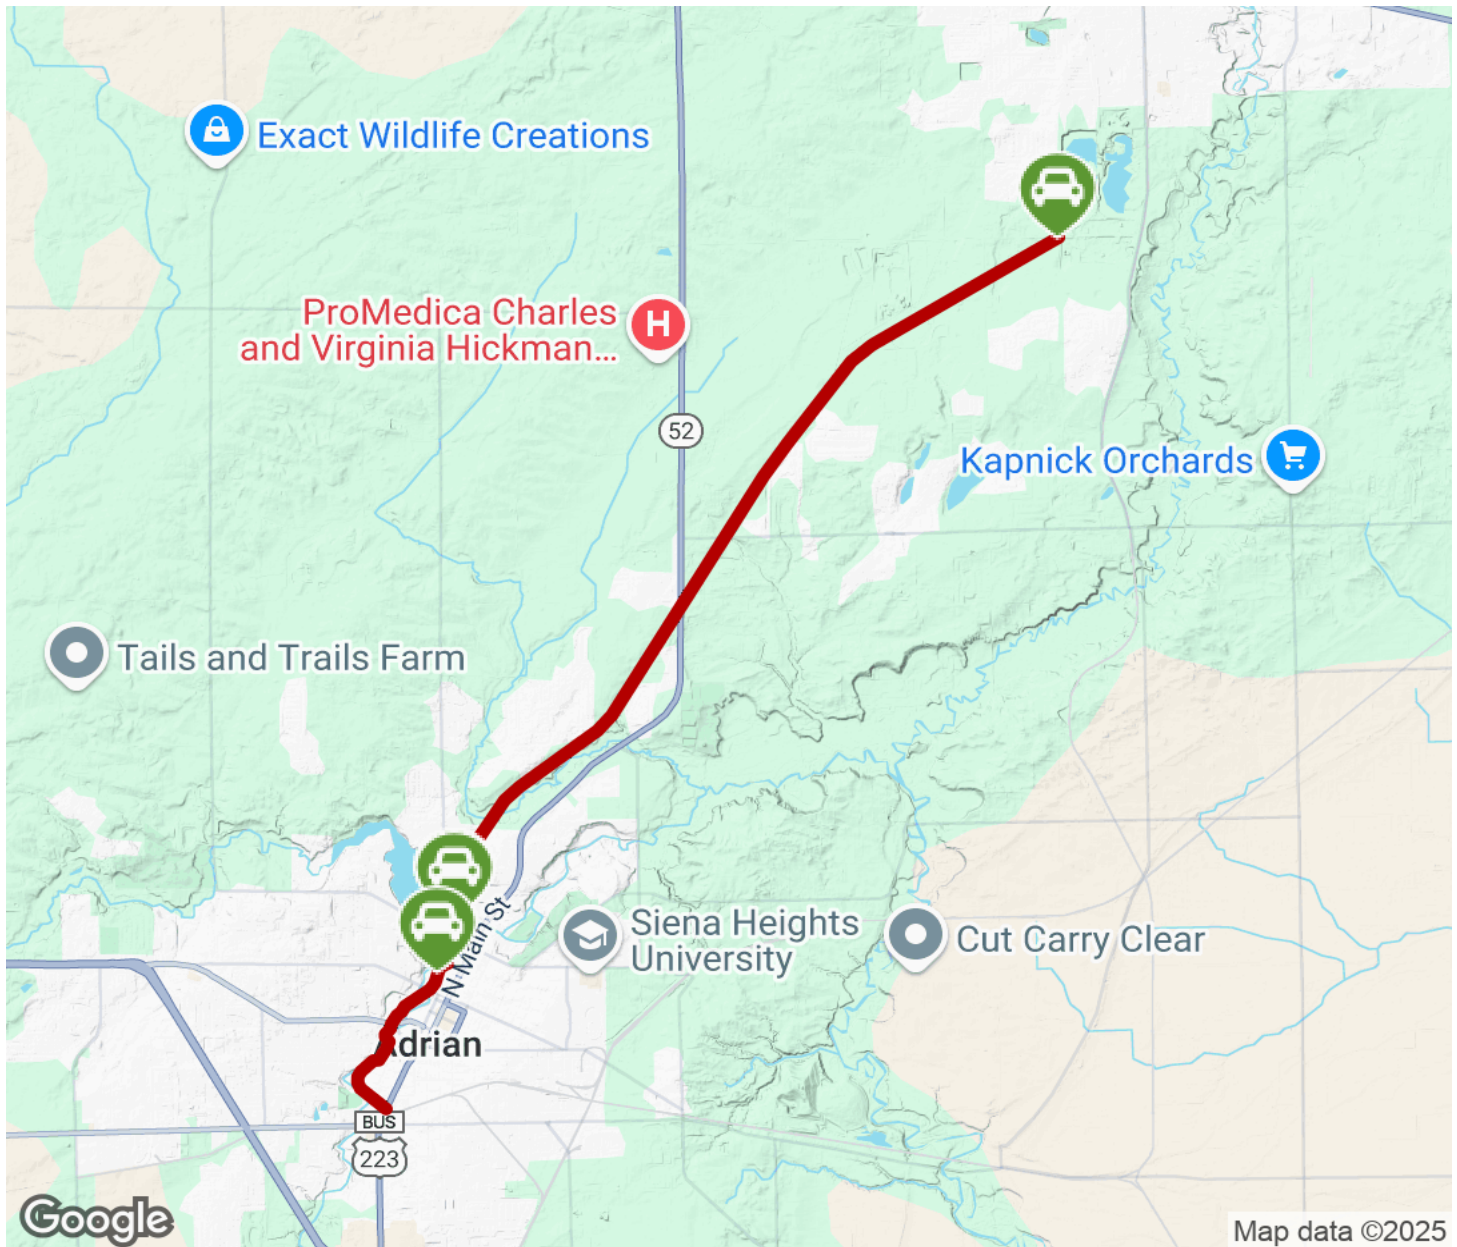 Exact Wildlife Creations
ProMedica Charles
and Virginia Hickman...
H
52
Kapnick Orchards
Tails and Trails Farm
N Main St
Siena Heights
University
Cut Carry Clear
Adrian
BUS
223
Google
Map data ©2025